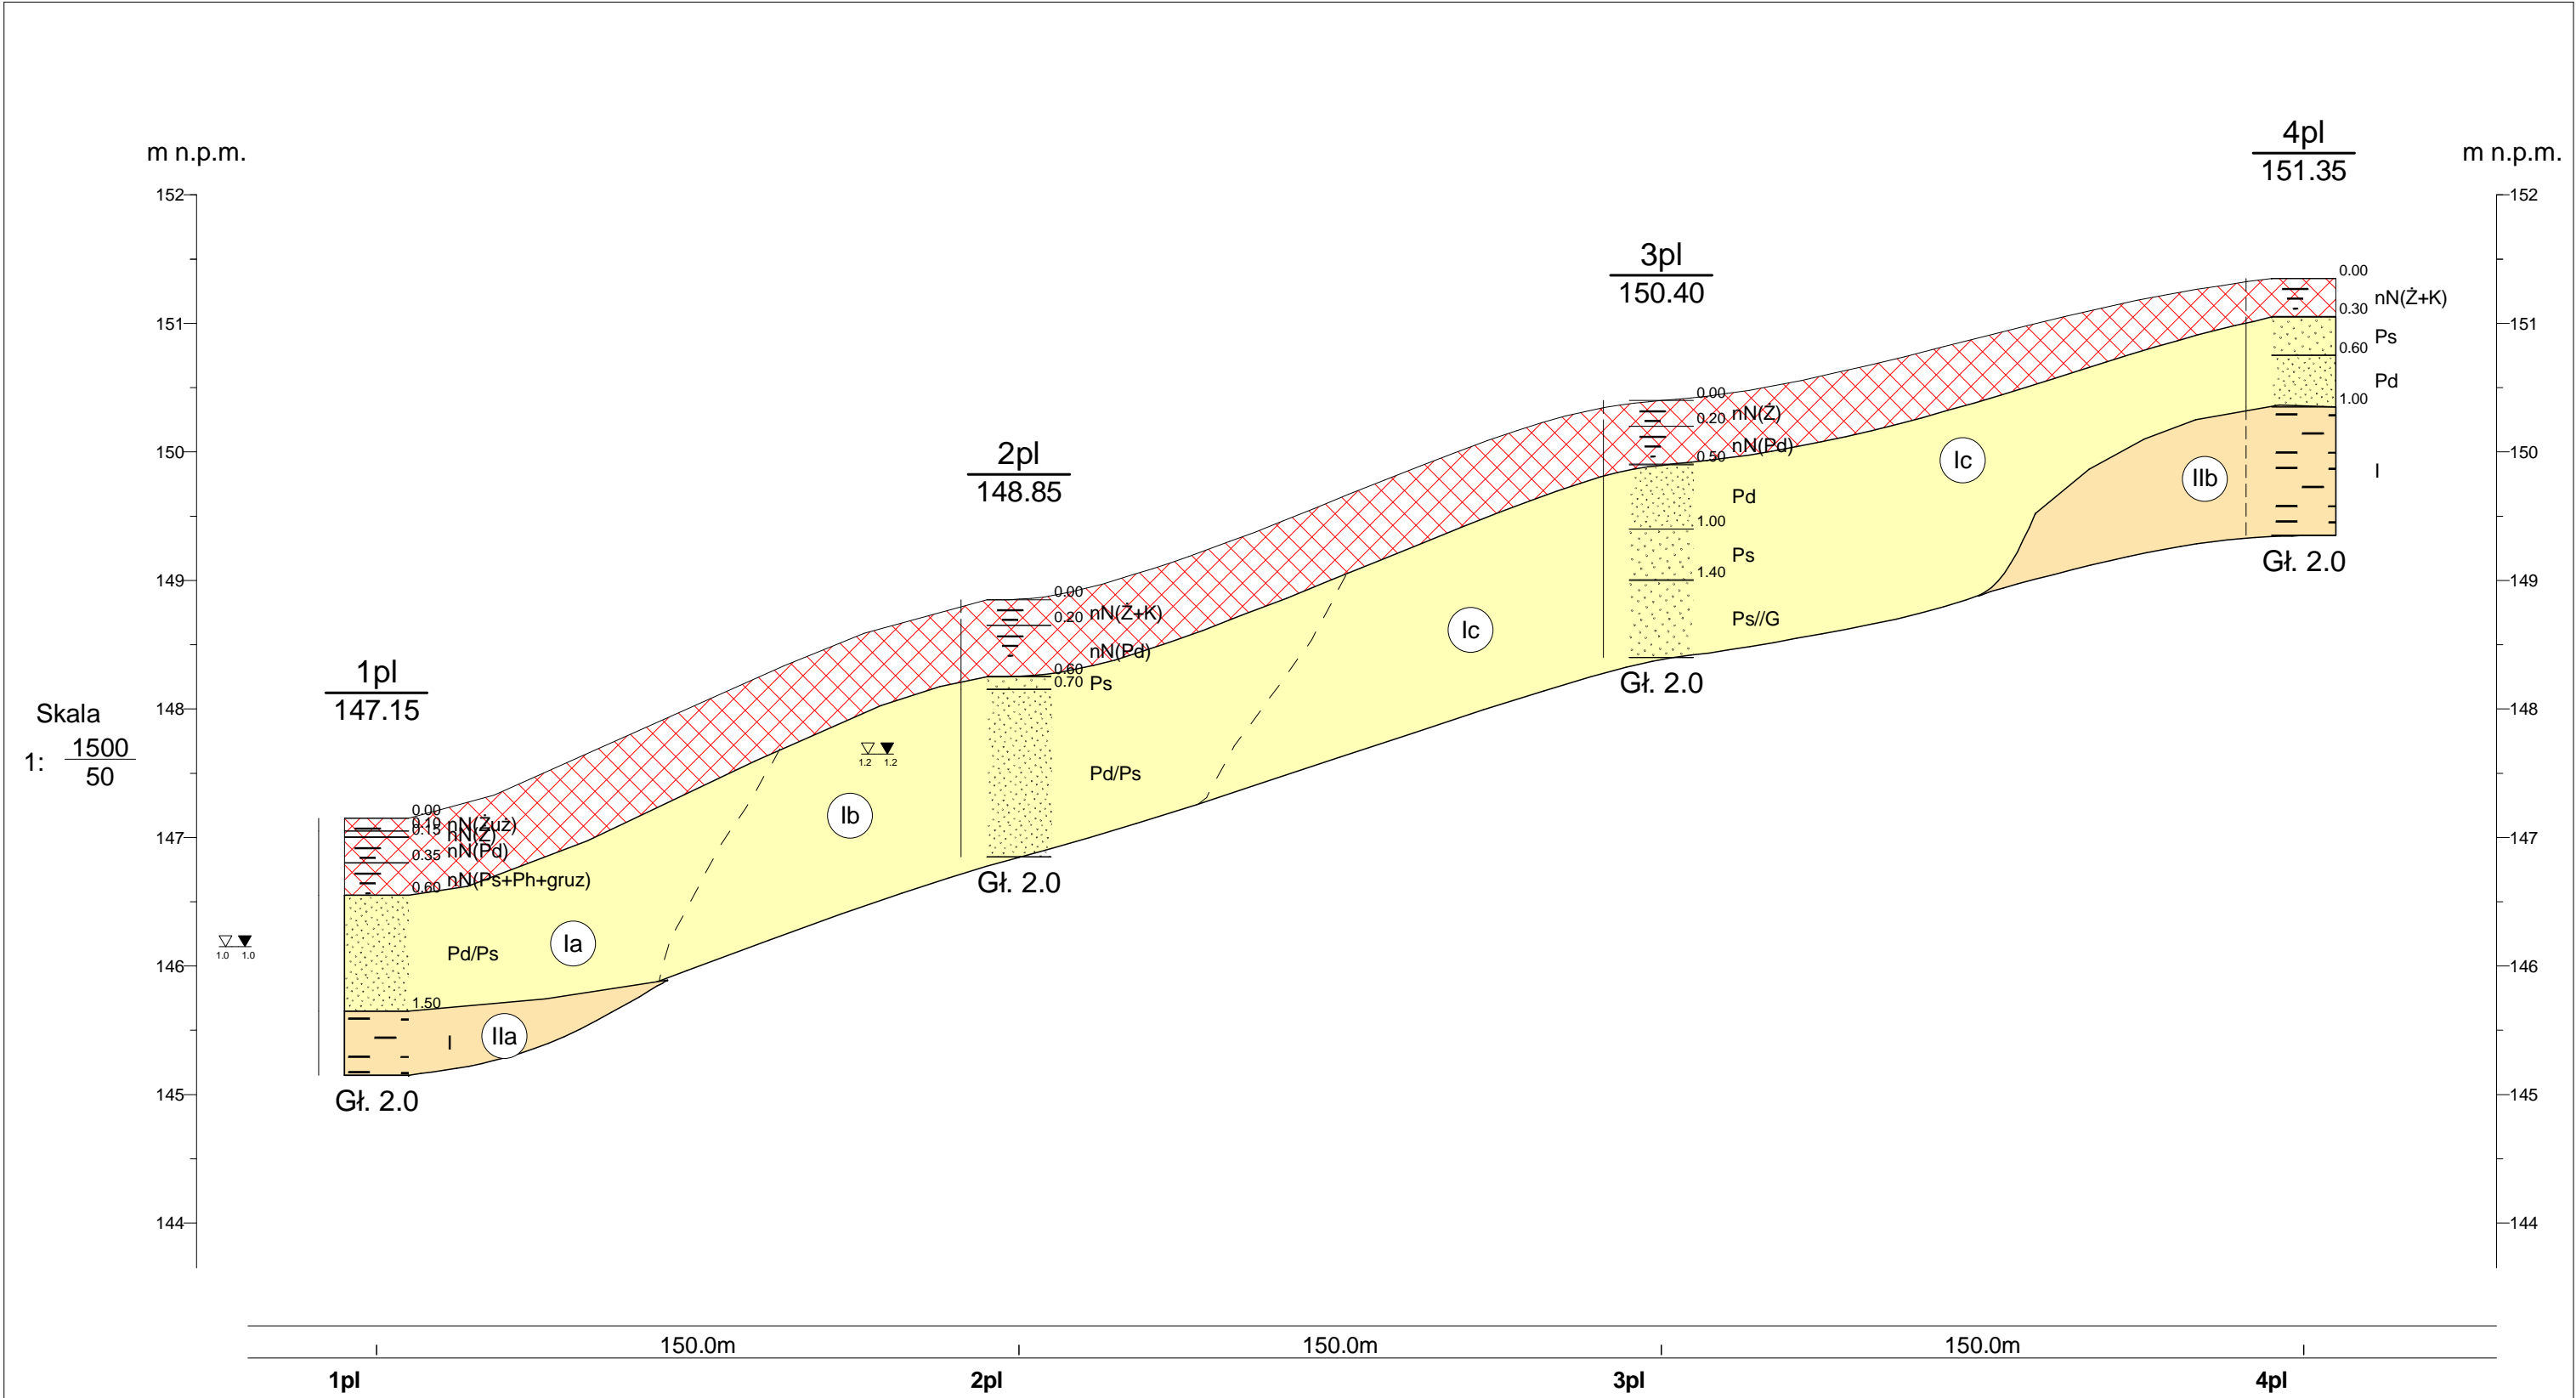 m n.p.m.
m n.p.m.
152
151
150
149
148
147
146
145
144
152
151
150
149
148
147
146
145
144
Skala
1: 1500
50
1pl
147.15
0.00
0.10
0.15
0.35
0.60
1.50
nN(Żuż)
nN(Ż)
nN(Pd)
nN(Ps+Ph+gruz)
Pd/Ps
I
Gł. 2.0
1.0 1.0
Ia
IIa
2pl
148.85
0.00
0.20
0.60
0.70
nN(Ż+K)
nN(Pd)
Ps
Pd/Ps
Gł. 2.0
1.2 1.2
Ib
Ic
3pl
150.40
0.00
0.20
0.50
1.00
1.40
nN(Ż)
nN(Pd)
Pd
Ps
Ps//G
Gł. 2.0
Ic
IIb
4pl
151.35
0.00
0.30
0.60
1.00
nN(Ż+K)
Ps
Pd
I
Gł. 2.0
150.0m 150.0m 150.0m
1pl 2pl 3pl 4pl